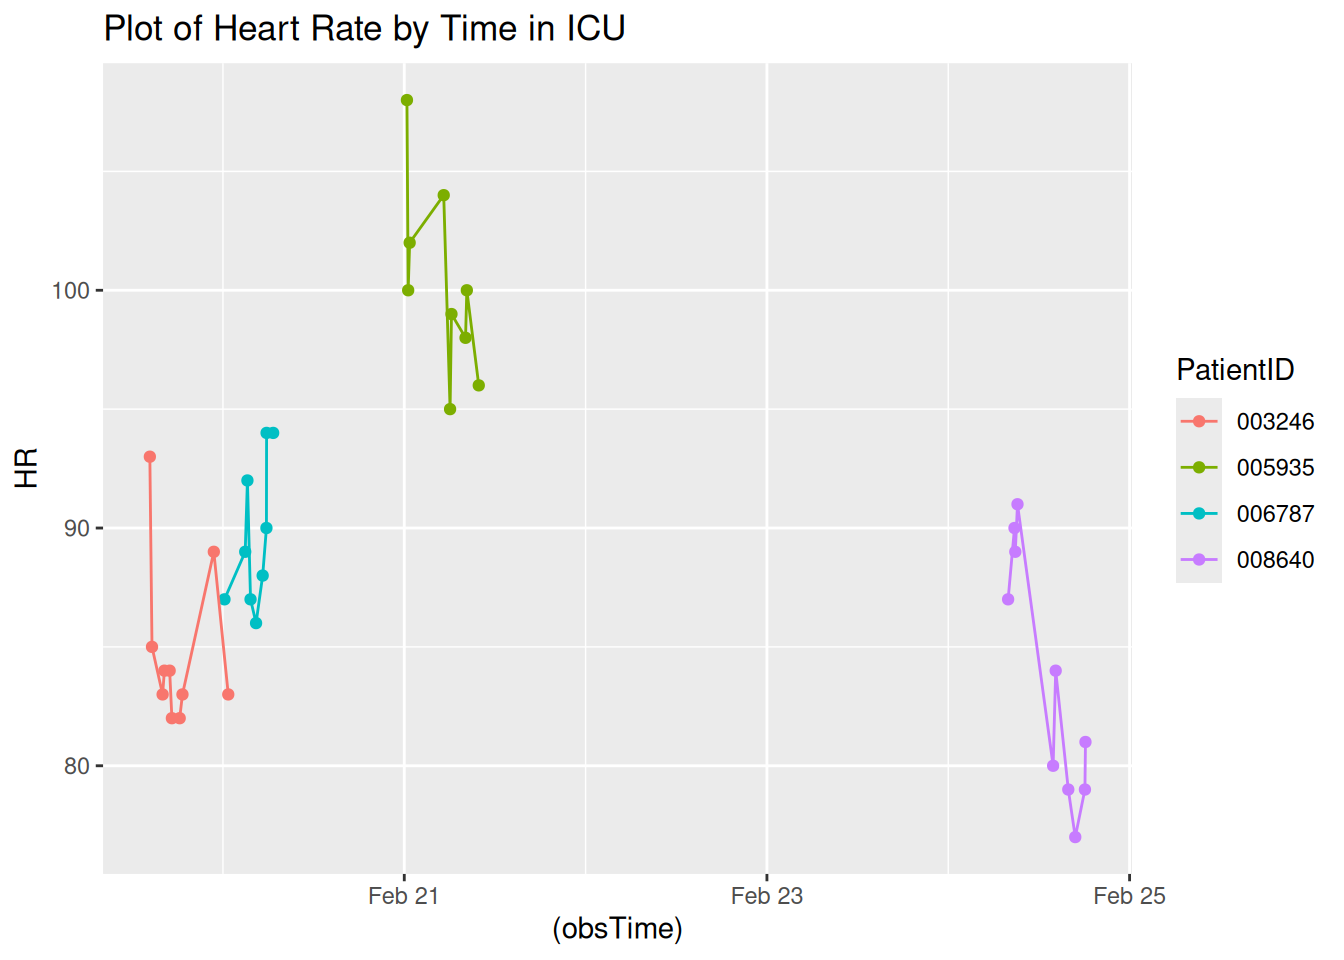 Plot of Heart Rate by Time in ICU
HR
100
90
80
Feb 21
Feb 23
Feb 25
(obsTime)
PatientID
003246
005935
006787
008640